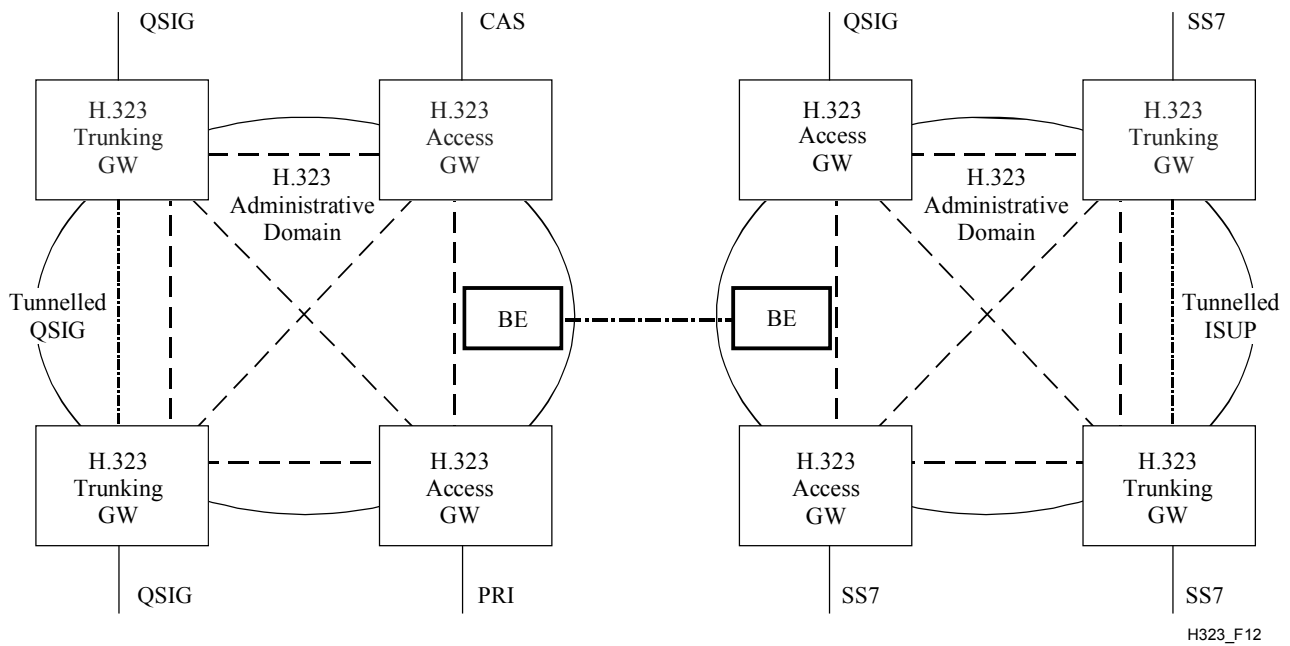 QSIG
CAS
QSIG
SS7
H.323
Trunking
GW
H.323
Access
GW
H.323
Access
GW
H.323
Trunking
GW
H.323
Administrative
Domain
H.323
Administrative
Domain
Tunnelled
QSIG
BE
BE
Tunnelled
ISUP
H.323
Trunking
GW
H.323
Access
GW
H.323
Access
GW
H.323
Trunking
GW
QSIG
PRI
SS7
SS7
H323_F12